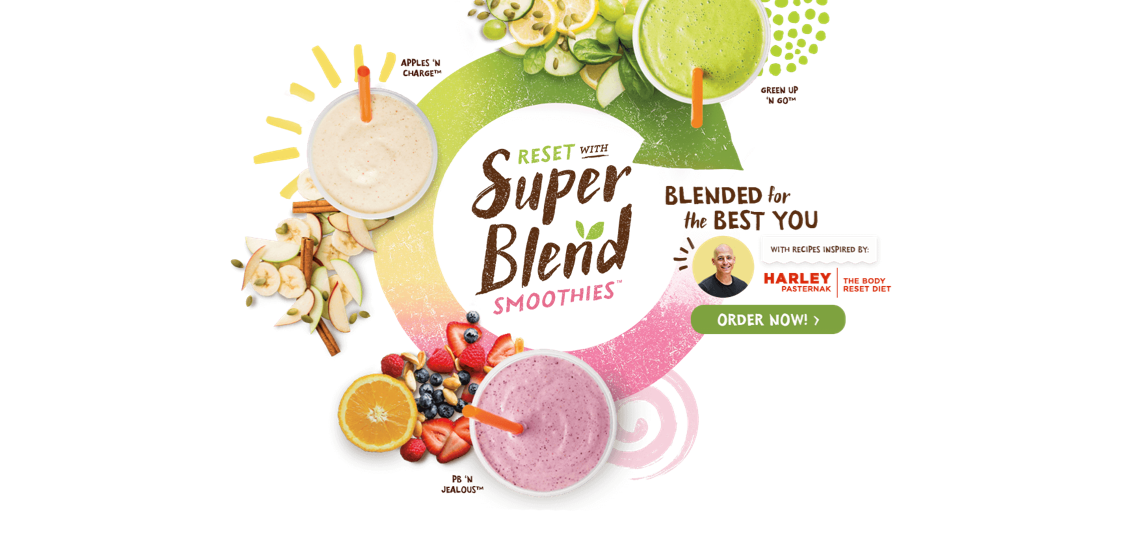 APPLES 'N
CHARGE™
GREEN UP
'N GO™
RESET WITH
Super
Blend
SMOOTHIES™
BLENDED for
the BEST YOU
WITH RECIPES INSPIRED BY:
HARLEY
PASTERNAK
THE BODY
RESET DIET
ORDER NOW! >
PB 'N
JEALOUS™